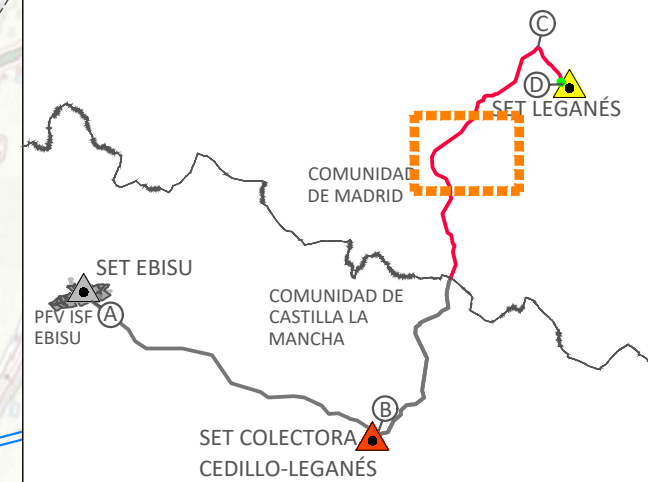 C
D
SET LEGANÉS
COMUNIDAD
DE MADRID
SET EBISU
COMUNIDAD DE
CASTILLA LA
MANCHA
PFV ISF
EBISU
A
B
SET COLECTORA
CEDILLO-LEGANÉS